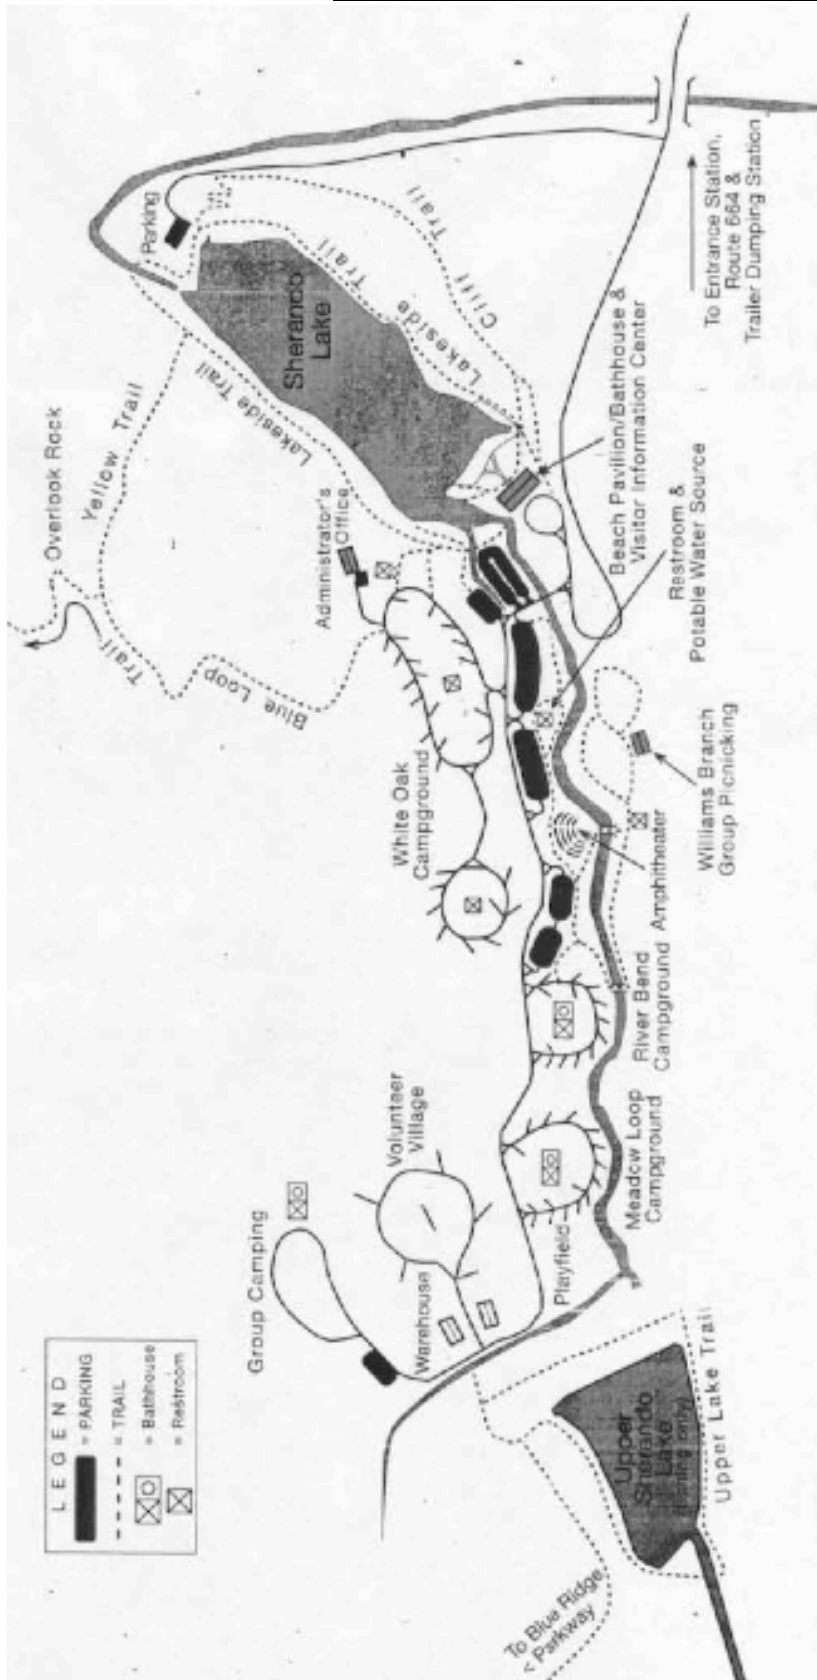 LEGEND
= PARKING
= TRAIL
= Bathhouse
= Restroom
Group Camping
Volunteer
Village
Warehouse
Playfield
Meadow Loop
Campground
River Bend
Campground
White Oak
Campground
Amphitheater
Williams Branch
Group Picnicking
Restroom &
Potable Water Source
Beach Pavilion/Bathhouse &
Visitor Information Center
Administrator's
Office
Blue Loop
Trail
Overlook Rock
Yellow Trail
Lakeside Trail
Sherando
Lake
Lakeside Trail
Cliff Trail
Parking
To Entrance Station,
Route 664 &
Trailer Dumping Station
Upper
Sherando
Lake
Upper Lake Trail
To Blue Ridge
< Parkway